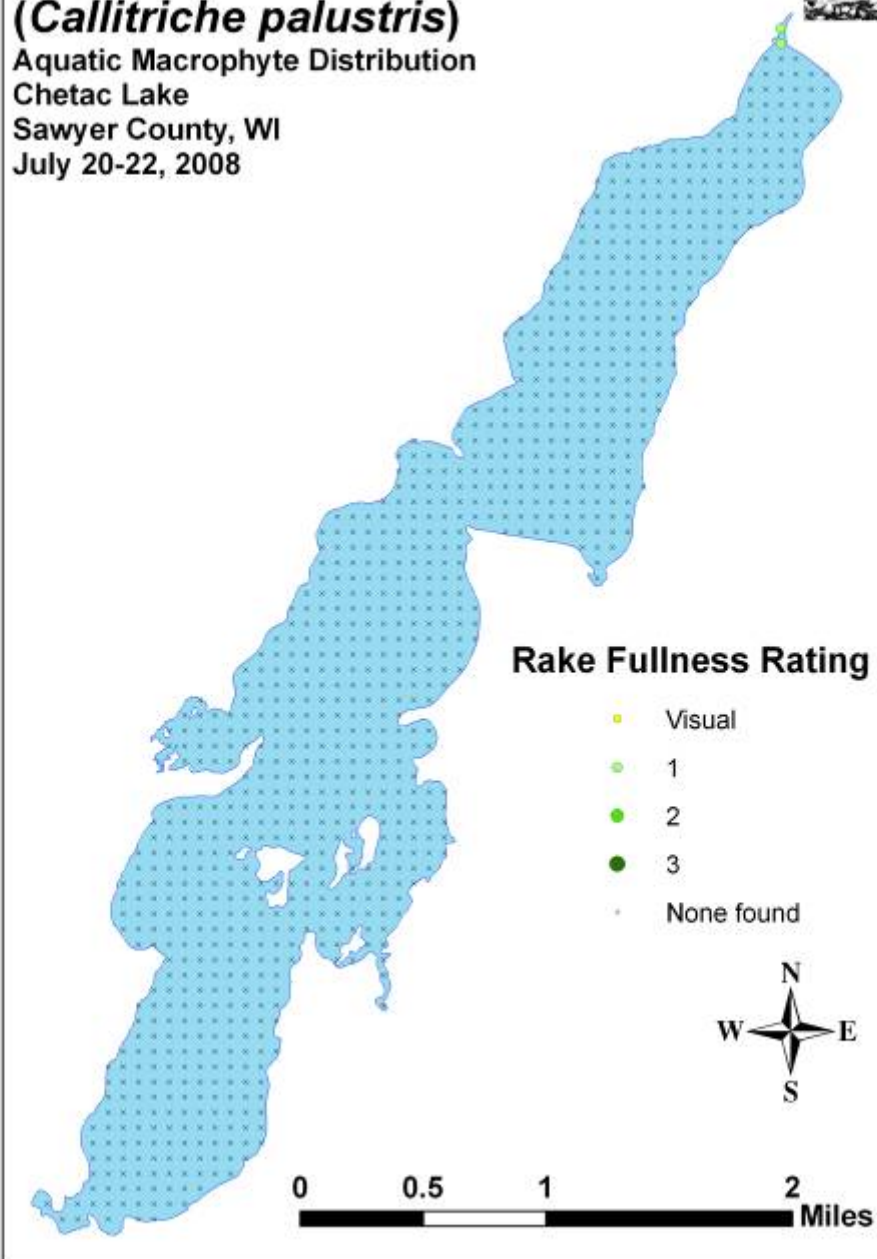 (Callitriche palustris)
Aquatic Macrophyte Distribution
Chetac Lake
Sawyer County, WI
July 20-22, 2008
Rake Fullness Rating
Visual
1
2
3
None found
N
W E
S
0 0.5 1 2
Miles